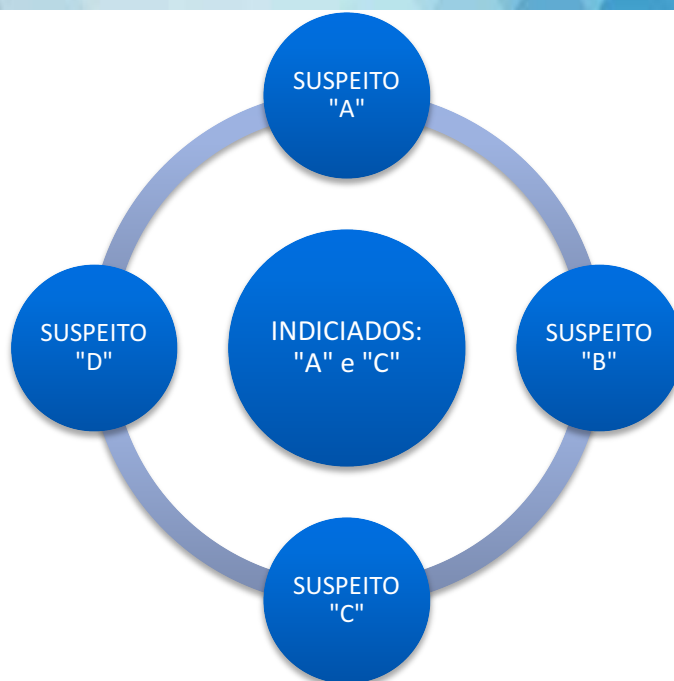 SUSPEITO
"A"
SUSPEITO
"D"
INDICIADOS:
"A" e "C"
SUSPEITO
"B"
SUSPEITO
"C"